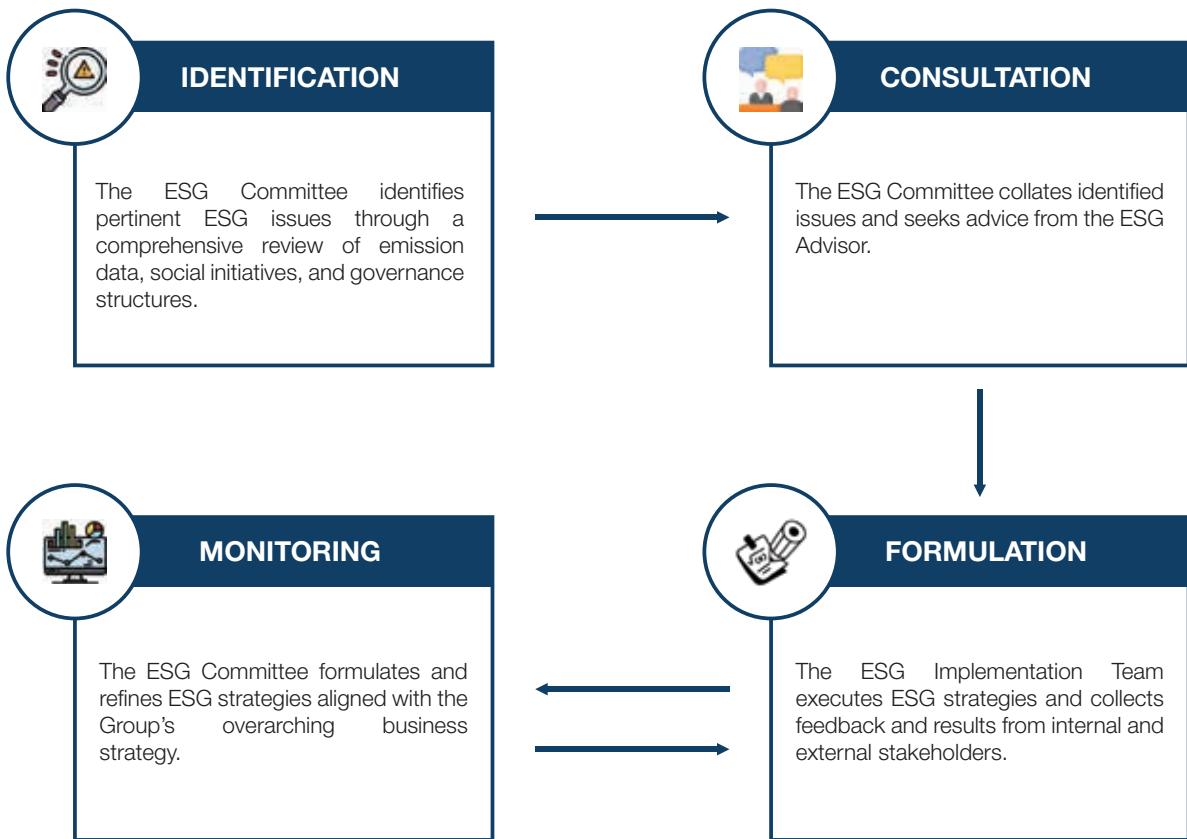 IDENTIFICATION
The ESG Committee identifies
pertinent ESG issues through a
comprehensive review of emission
data, social initiatives, and governance
structures.
CONSULTATION
The ESG Committee collates identified
issues and seeks advice from the ESG
Advisor.
MONITORING
The ESG Committee formulates and
refines ESG strategies aligned with the
Group's overarching business
strategy.
FORMULATION
The ESG Implementation Team
executes ESG strategies and collects
feedback and results from internal and
external stakeholders.